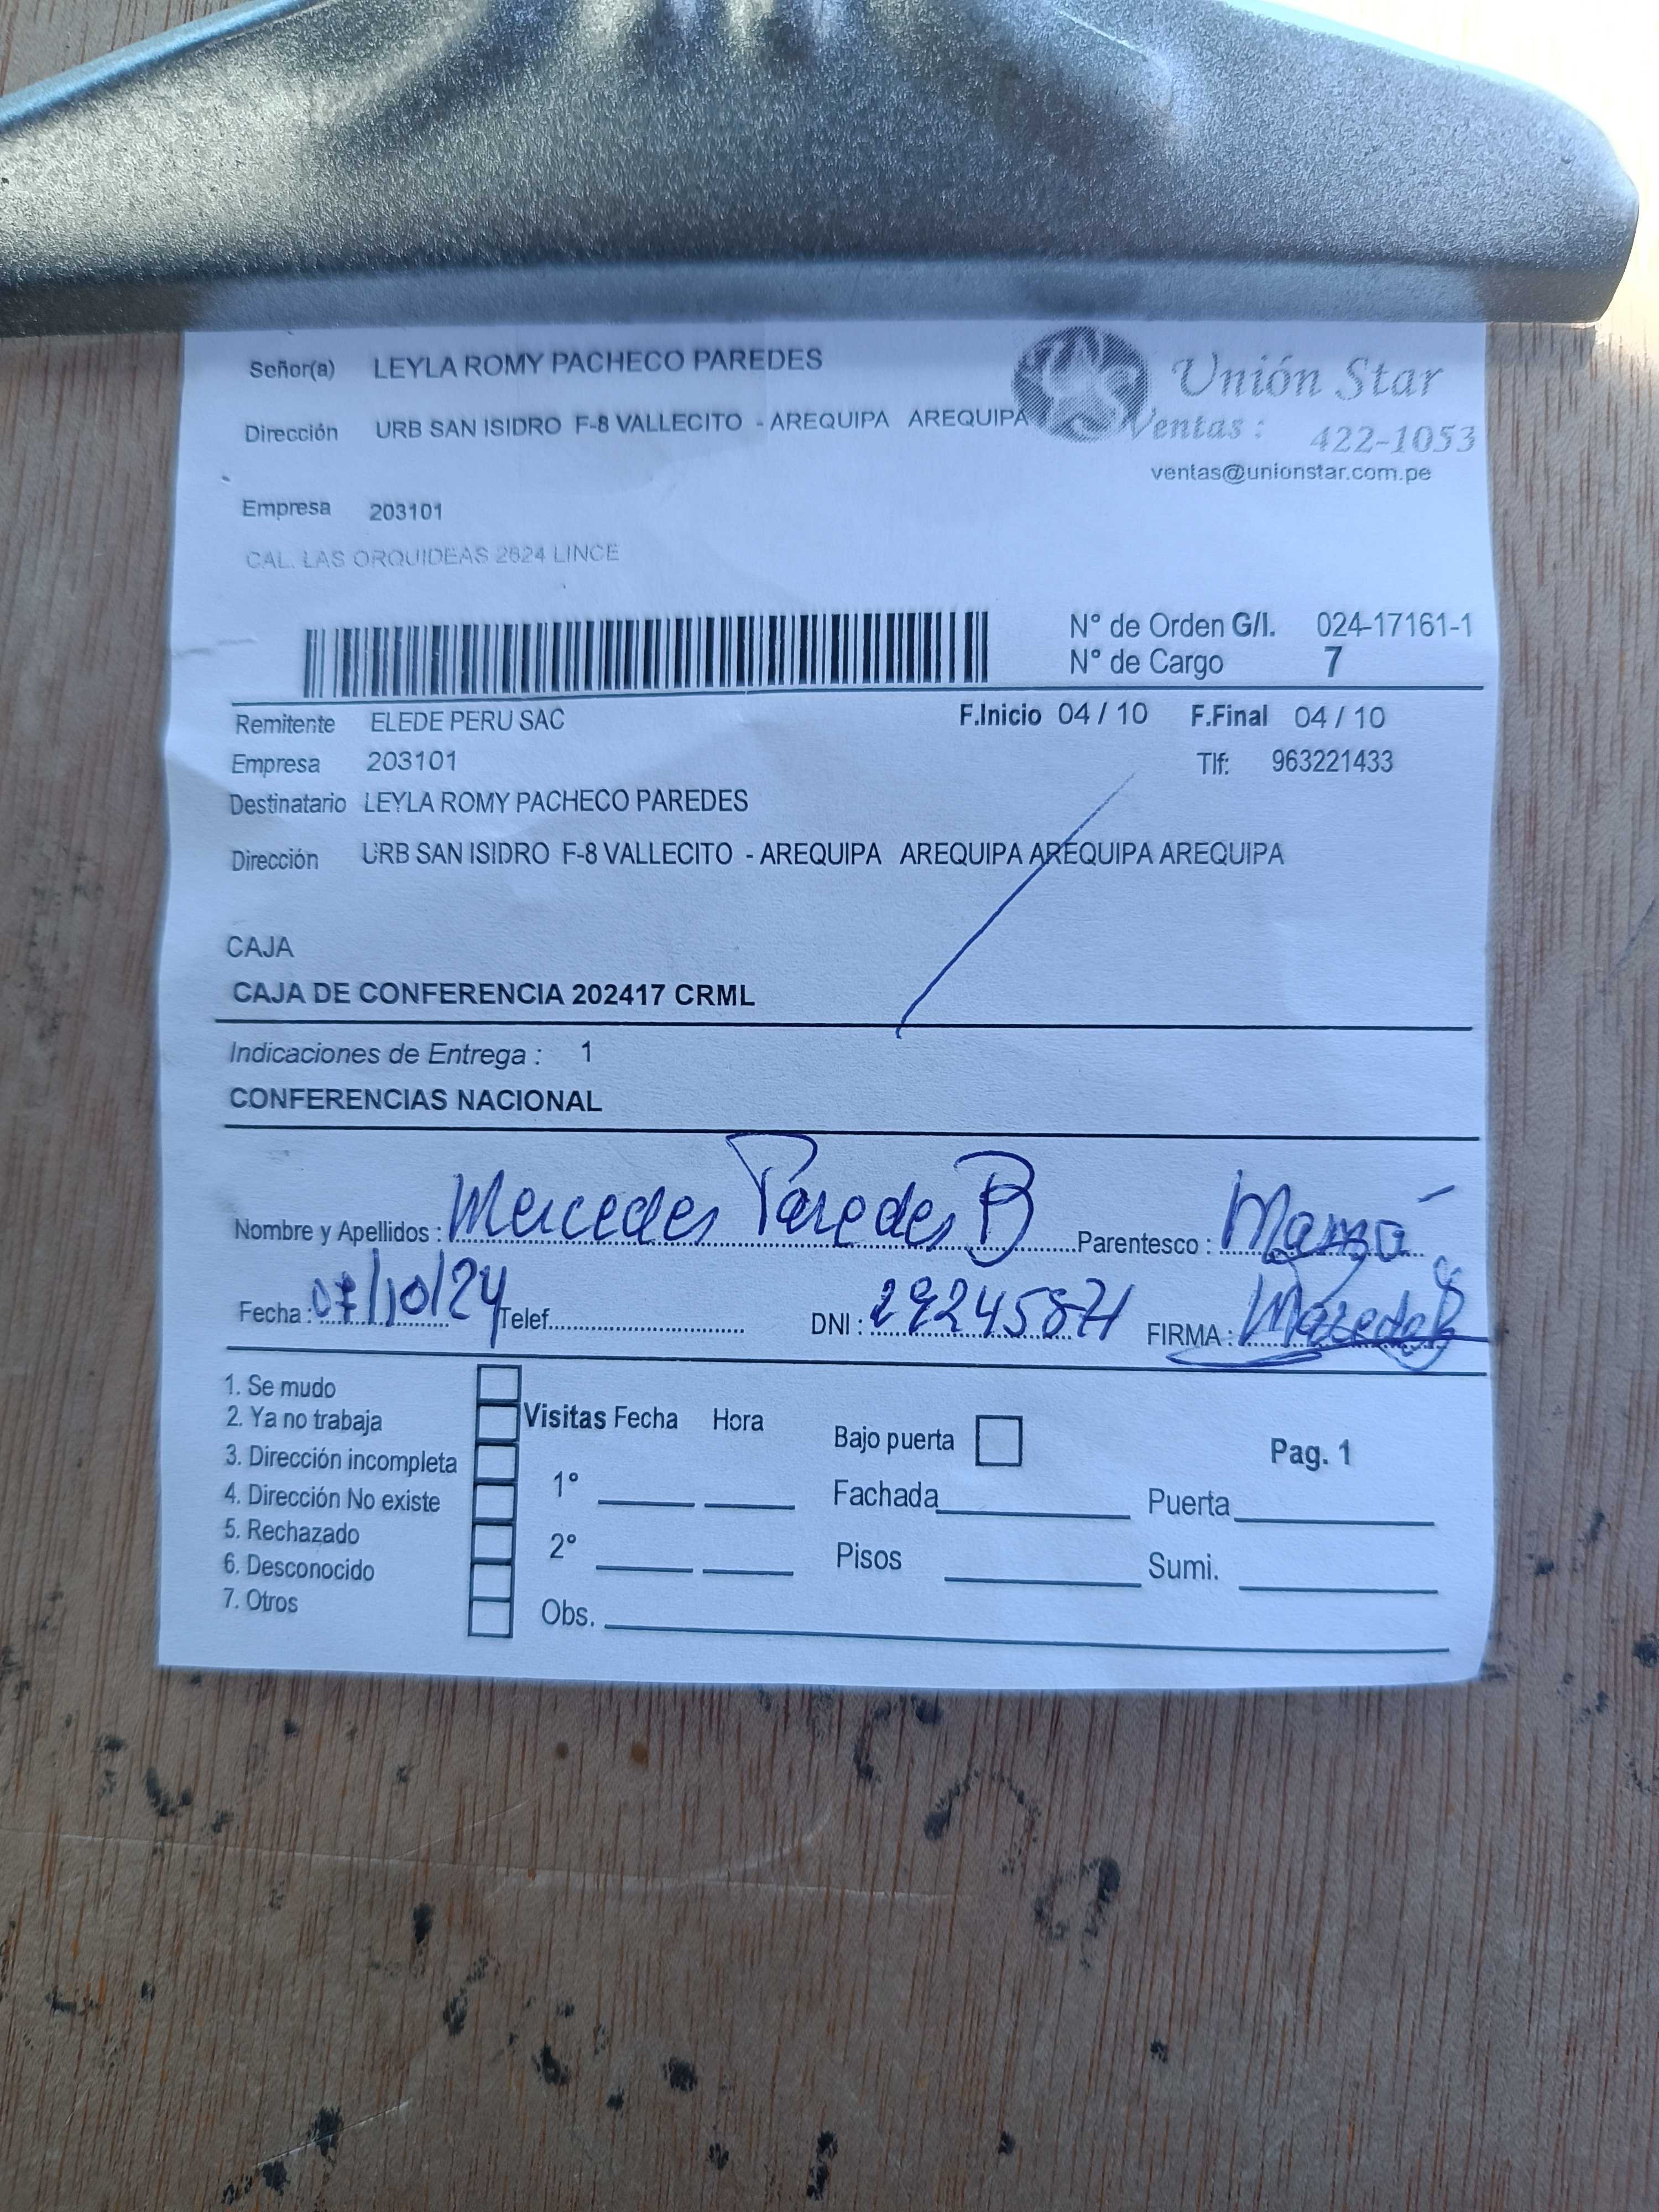 Señor(a) LEYLA ROMY PACHECO PAREDES
Unión Star
Dirección URB SAN ISIDRO F-8 VALLECITO - AREQUIPA AREQUIPA
Ventas : 422-1053
ventas@unionstar.com.pe
Empresa 203101
CAL. LAS ORQUIDEAS 2624 LINCE
N° de Orden G/I. 024-17161-1
N° de Cargo 7
Remitente ELEDE PERU SAC F.Inicio 04 / 10 F.Final 04 / 10
Empresa 203101 Tlf: 963221433
Destinatario LEYLA ROMY PACHECO PAREDES
Dirección URB SAN ISIDRO F-8 VALLECITO - AREQUIPA AREQUIPA AREQUIPA AREQUIPA
CAJA
CAJA DE CONFERENCIA 202417 CRML
Indicaciones de Entrega : 1
CONFERENCIAS NACIONAL
Nombre y Apellidos : Mercedes Paredes B Parentesco : Mamá
Fecha : 07/10/24 Telef. DNI : 29245871 FIRMA :
1. Se mudo
2. Ya no trabaja
3. Dirección incompleta
4. Dirección No existe
5. Rechazado
6. Desconocido
7. Otros
Visitas Fecha Hora
1°
2°
Obs.
Bajo puerta
Pag. 1
Fachada Puerta
Pisos Sumi.